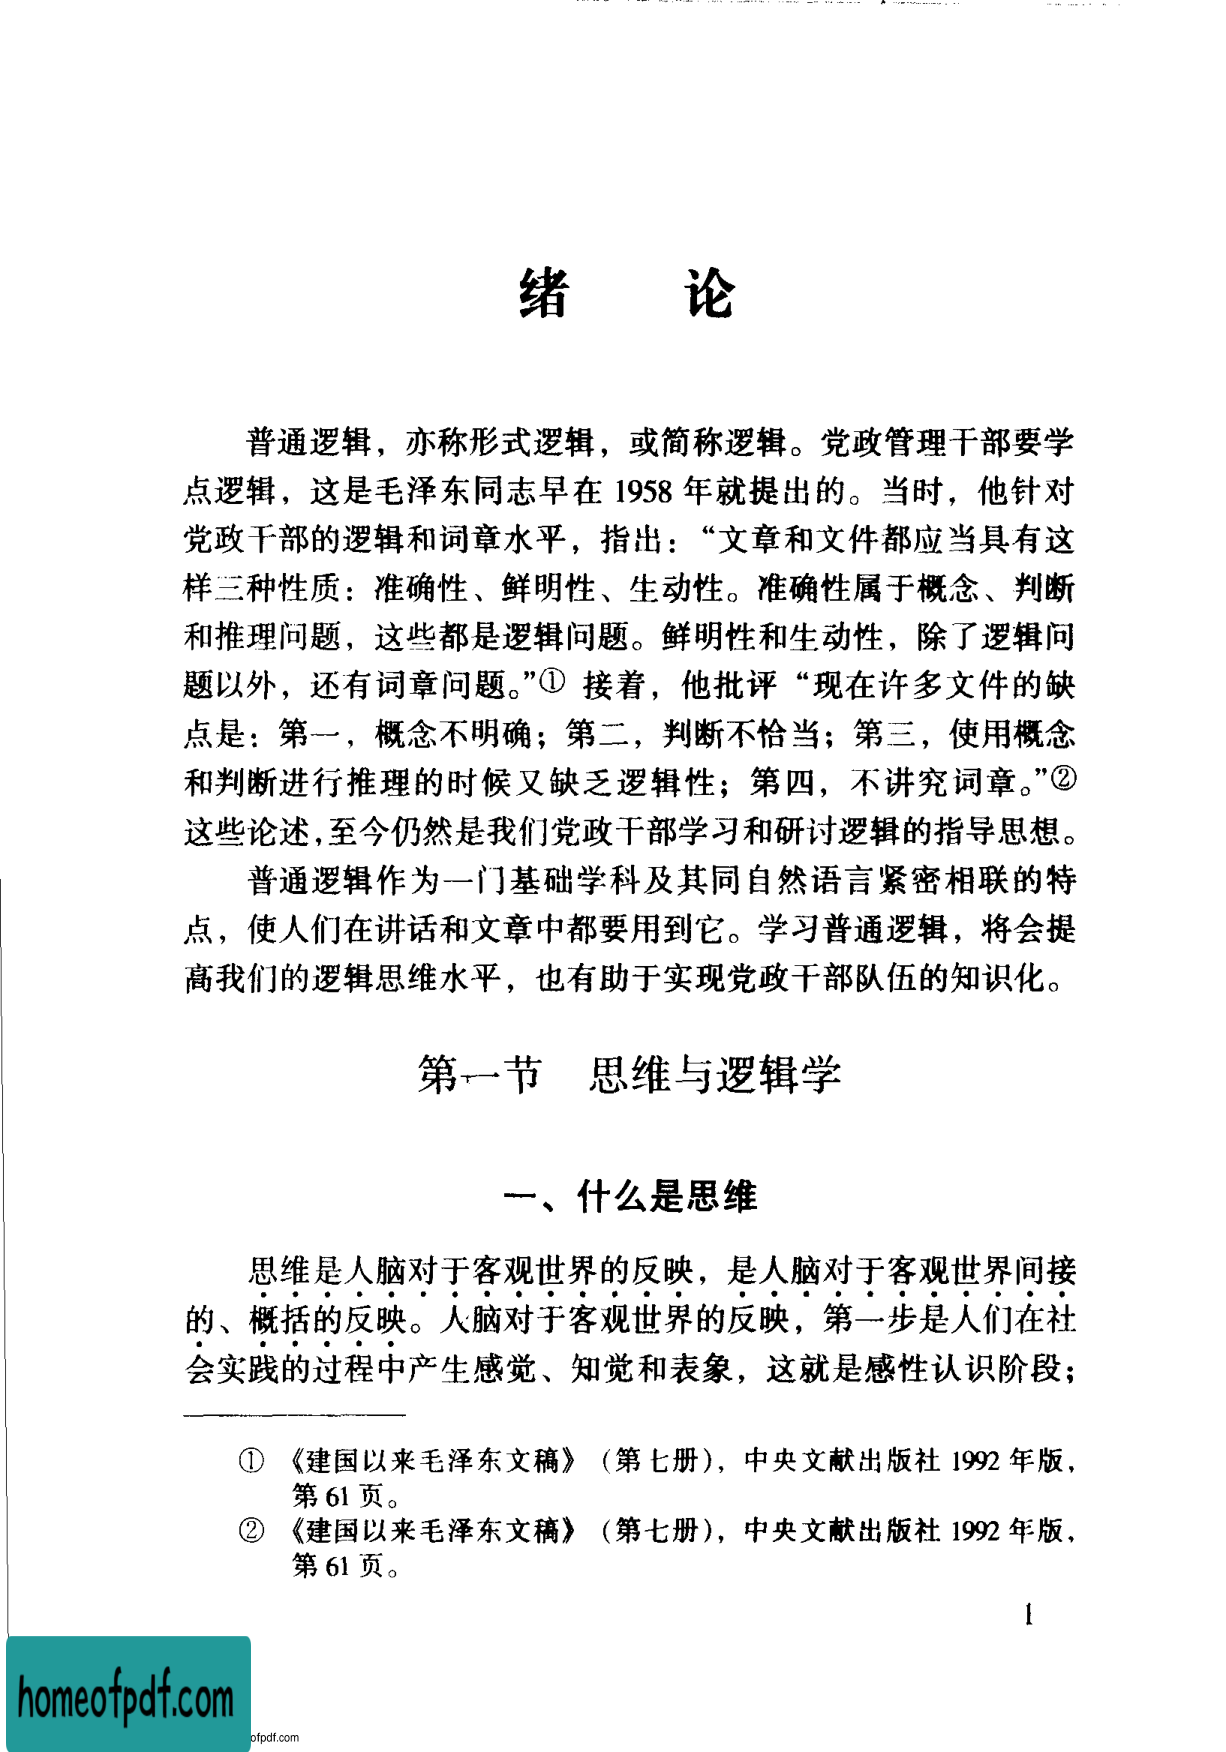 绪 论
普通逻辑，亦称形式逻辑，或简称逻辑。党政管理干部要学
点逻辑，这是毛泽东同志早在 1958 年就提出的。当时，他针对
党政干部的逻辑和词章水平，指出：“文章和文件都应当具有这
样三种性质：准确性、鲜明性、生动性。准确性属于概念、判断
和推理问题，这些都是逻辑问题。鲜明性和生动性，除了逻辑问
题以外，还有词章问题。”① 接着，他批评“现在许多文件的缺
点是：第一，概念不明确；第二，判断不恰当；第三，使用概念
和判断进行推理的时候又缺乏逻辑性；第四，不讲究词章。”②
这些论述，至今仍然是我们党政干部学习和研讨逻辑的指导思想。
普通逻辑作为一门基础学科及其同自然语言紧密相联的特
点，使人们在讲话和文章中都要用到它。学习普通逻辑，将会提
高我们的逻辑思维水平，也有助于实现党政干部队伍的知识化。
第一节 思维与逻辑学
一、什么是思维
思维是人脑对于客观世界的反映，是人脑对于客观世界间接
的、概括的反映。人脑对于客观世界的反映，第一步是人们在社
会实践的过程中产生感觉、知觉和表象，这就是感性认识阶段；
① 《建国以来毛泽东文稿》（第七册），中央文献出版社 1992 年版，
第 61 页。
② 《建国以来毛泽东文稿》（第七册），中央文献出版社 1992 年版，
第 61 页。
1
homeofpdf.com
ofpdf.com